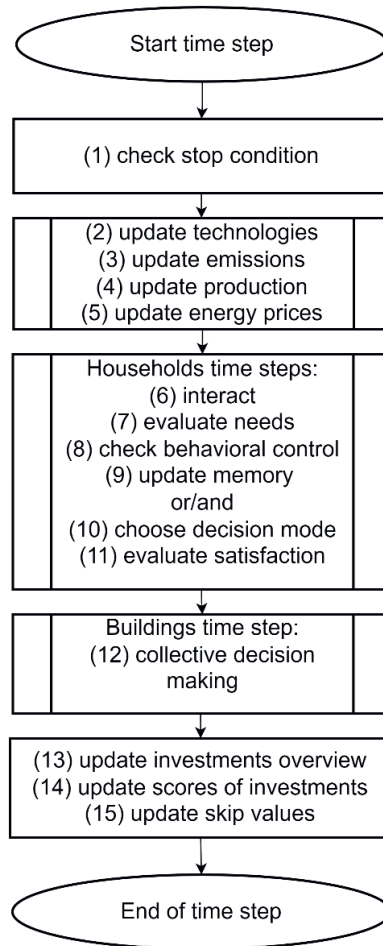 Start time step
(1) check stop condition
(2) update technologies
(3) update emissions
(4) update production
(5) update energy prices
Households time steps:
(6) interact
(7) evaluate needs
(8) check behavioral control
(9) update memory
or/and
(10) choose decision mode
(11) evaluate satisfaction
Buildings time step:
(12) collective decision
making
(13) update investments overview
(14) update scores of investments
(15) update skip values
End of time step